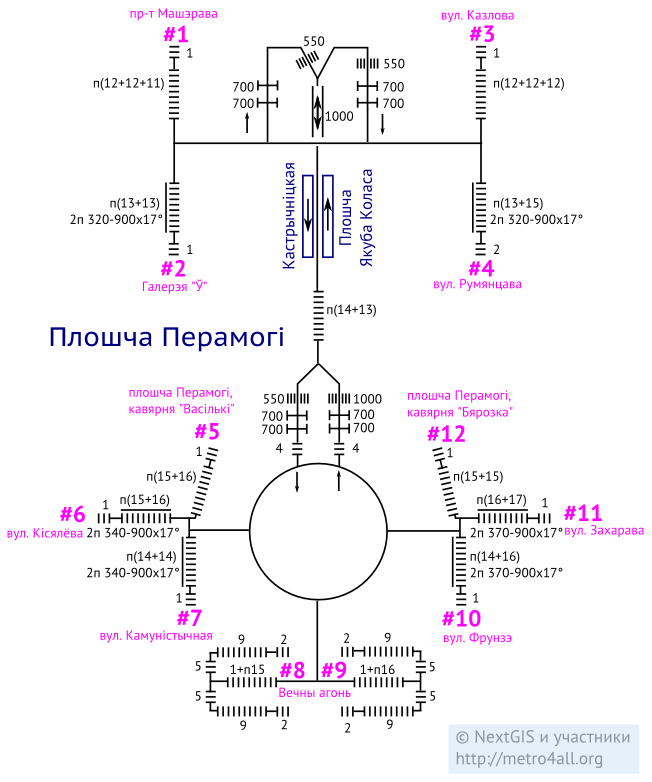 пр-т Машэрава
#1
1
п(12+12+11)
вул. Казлова
#3
1
п(12+12+12)
550
550
700
700
700
700
1000
п(13+13)
2п 320-900x17°
1
#2
Галерэя "Ў"
п(13+15)
2п 320-900x17°
2
#4
вул. Румянцава
Кастрычніцкая
Плошча
Якуба Коласа
п(14+13)
Плошча Перамогі
550
1000
700
700
700
700
4
4
плошча Перамогі,
кавярня "Васількі"
#5
1
п(15+16)
плошча Перамогі,
кавярня "Бярозка"
#12
1
п(15+15)
#6
вул. Кісялёва
1
п(15+16)
2п 340-900x17°
п(14+14)
2п 340-900x17°
1
#7
вул. Камуністычная
п(16+17)
1
#11
вул. Захарава
2п 370-900x17°
п(14+16)
2п 370-900x17°
1
#10
вул. Фрунзэ
9
2
5
1+п15
#8
5
9
2
2
9
5
#9
1+п16
5
2
9
Вечны агонь
© NextGIS и участники
http://metro4all.org